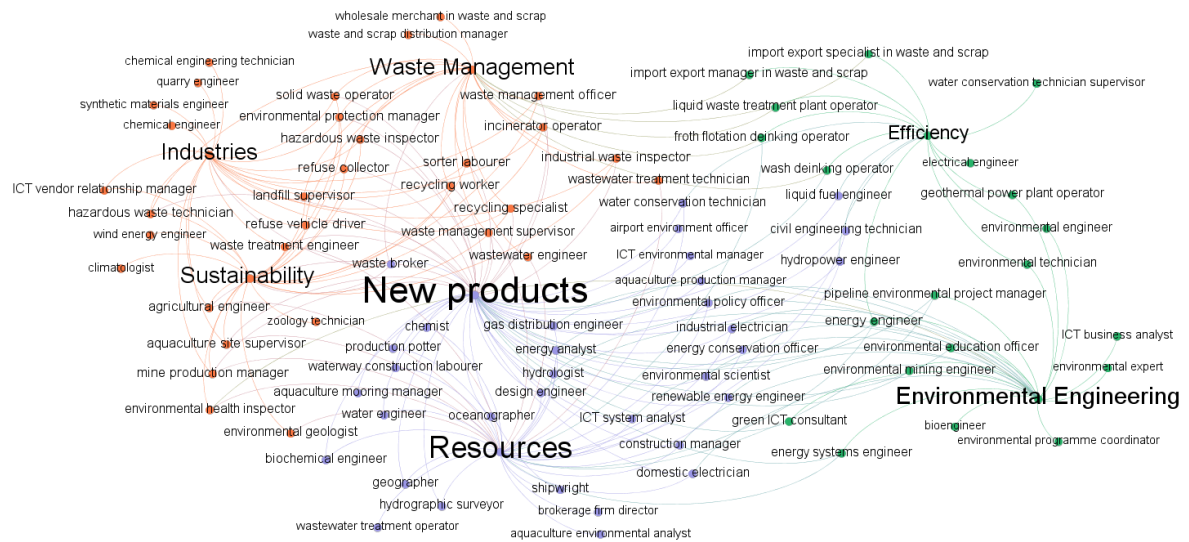 wholesale merchant in waste and scrap
waste and scrap distribution manager
import export specialist in waste and scrap
chemical engineering technician
Waste Management
import export manager in waste and scrap
quarry engineer
water conservation technician supervisor
solid waste operator
waste management officer
synthetic materials engineer
liquid waste treatment plant operator
environmental protection manager
chemical engineer
incinerator operator
hazardous waste inspector
froth flotation deinking operator
Efficiency
Industries
sorter labourer
industrial waste inspector
refuse collector
wash deinking operator
electrical engineer
wastewater treatment technician
ICT vendor relationship manager
recycling worker
landfill supervisor
liquid fuel engineer
geothermal power plant operator
water conservation technician
hazardous waste technician
recycling specialist
refuse vehicle driver
airport environment officer
civil engineering technician
environmental engineer
wind energy engineer
waste management supervisor
waste treatment engineer
wastewater engineer
ICT environmental manager
hydropower engineer
environmental technician
waste broker
climatologist
Sustainability
New products
aquaculture production manager
pipeline environmental project manager
agricultural engineer
environmental policy officer
zoology technician
chemist
gas distribution engineer
industrial electrician
energy engineer
ICT business analyst
aquaculture site supervisor
production potter
energy analyst
energy conservation officer
environmental education officer
waterway construction labourer
hydrologist
environmental expert
mine production manager
environmental scientist
environmental mining engineer
aquaculture mooring manager
design engineer
renewable energy engineer
Environmental Engineering
environmental health inspector
water engineer
oceanographer
ICT system analyst
green ICT consultant
bioengineer
environmental geologist
environmental programme coordinator
Resources
construction manager
energy systems engineer
biochemical engineer
domestic electrician
geographer
shipwright
hydrographic surveyor
brokerage firm director
wastewater treatment operator
aquaculture environmental analyst